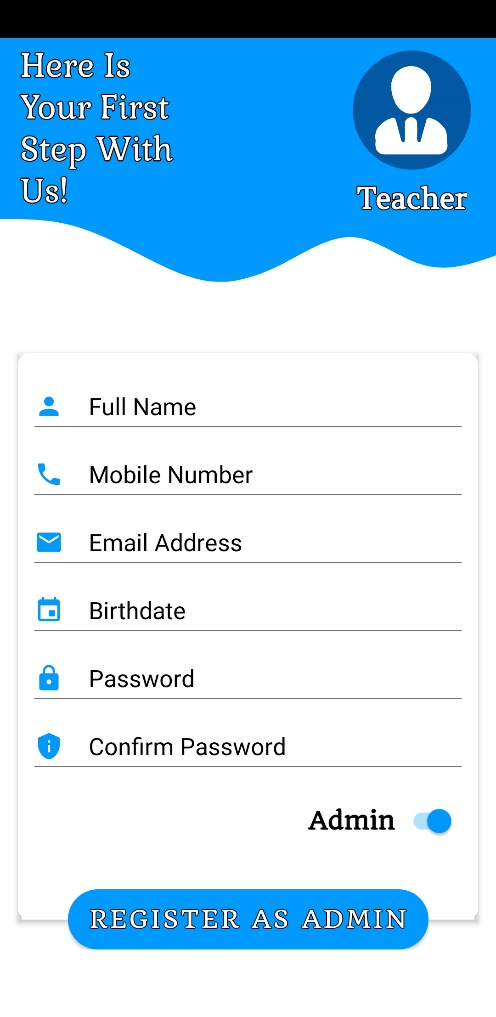 Here Is
Your First
Step With
Us!
Teacher
Full Name
Mobile Number
Email Address
Birthdate
Password
Confirm Password
Admin
REGISTER AS ADMIN